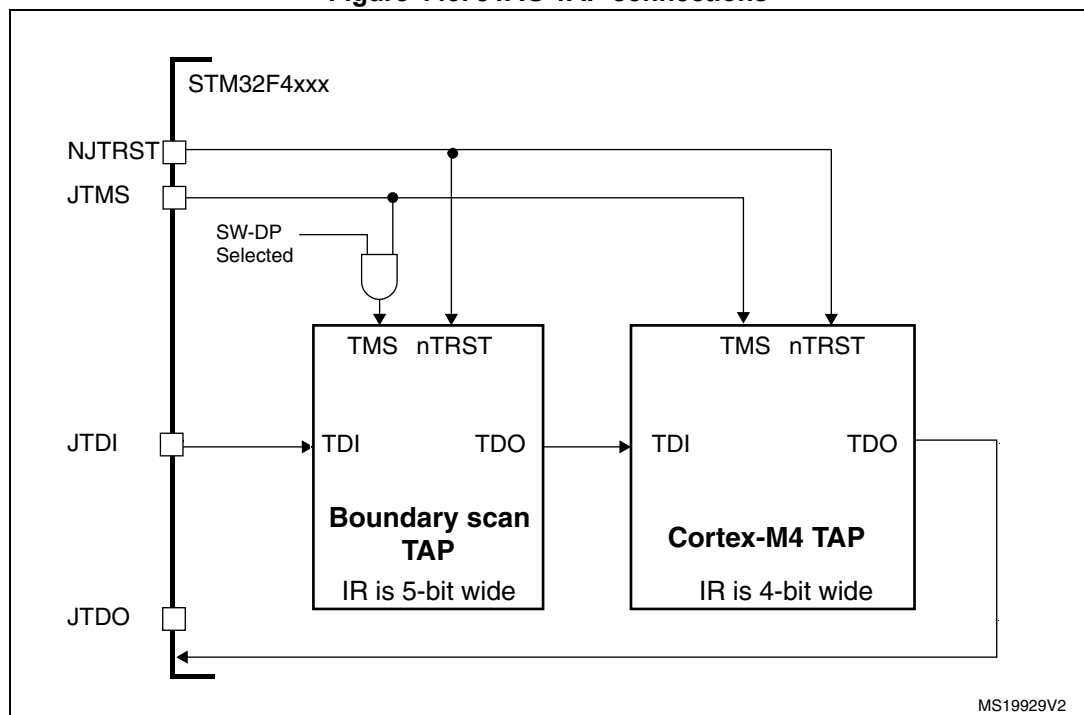 STM32F4xxx
NJTRST
JTMS
SW-DP
Selected
TMS nTRST
TMS nTRST
JTDI
TDI
TDO
TDI
TDO
Boundary scan
TAP
Cortex-M4 TAP
IR is 5-bit wide
IR is 4-bit wide
JTDO
MS19929V2